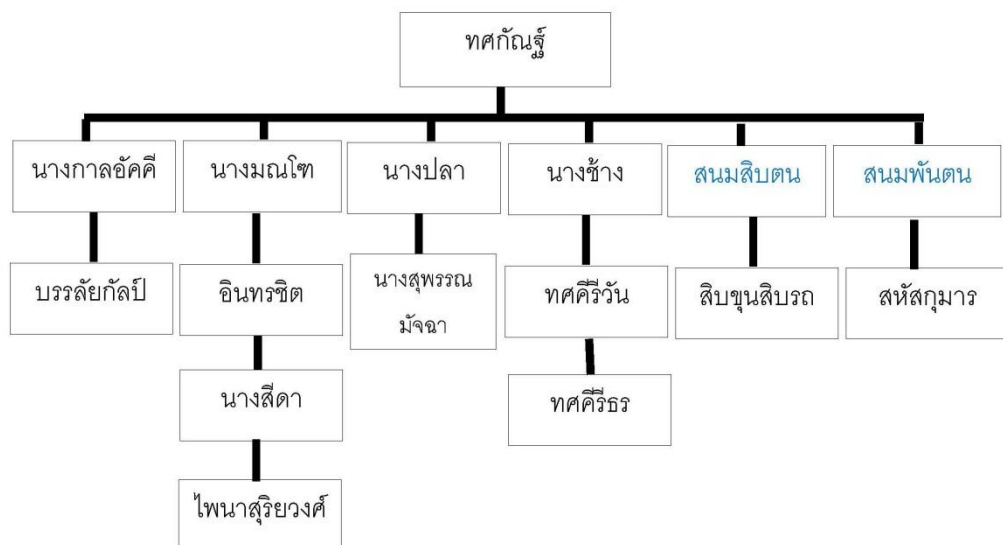 ทศกัณฐ์
นางกาลอัคคี
นางมณโฑ
นางปลา
นางช้าง
สนมสิบตน
สนมพันตน
บรรลัยกัลป์
อินทรชิต
นางสุพรรณ
มัจฉา
ทศคีรีวัน
สิบขุนสิบรถ
สหัสกุมาร
นางสีดา
ทศคีรีธร
ไพนาสุริยวงศ์